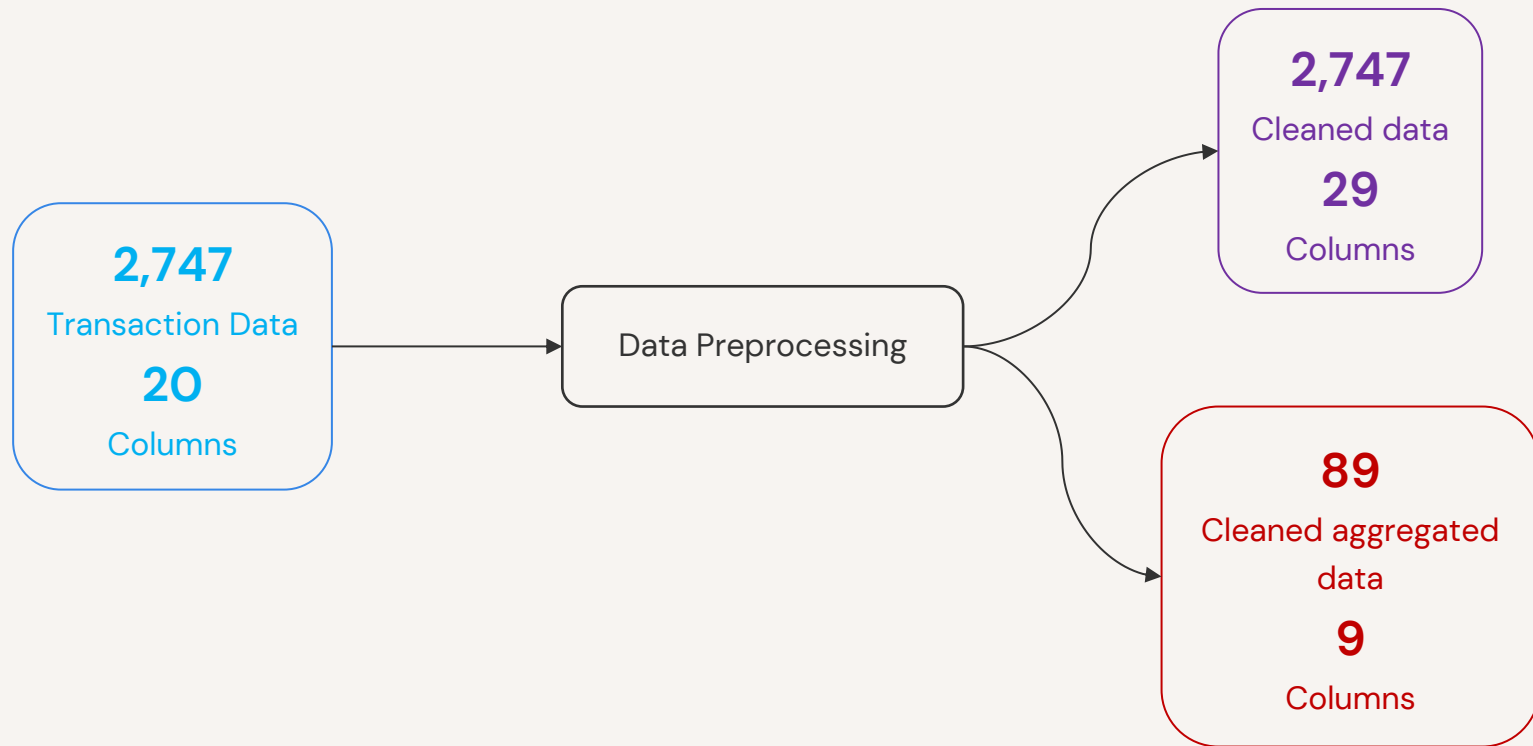 2,747
Transaction Data
20
Columns
Data Preprocessing
2,747
Cleaned data
29
Columns
89
Cleaned aggregated
data
9
Columns